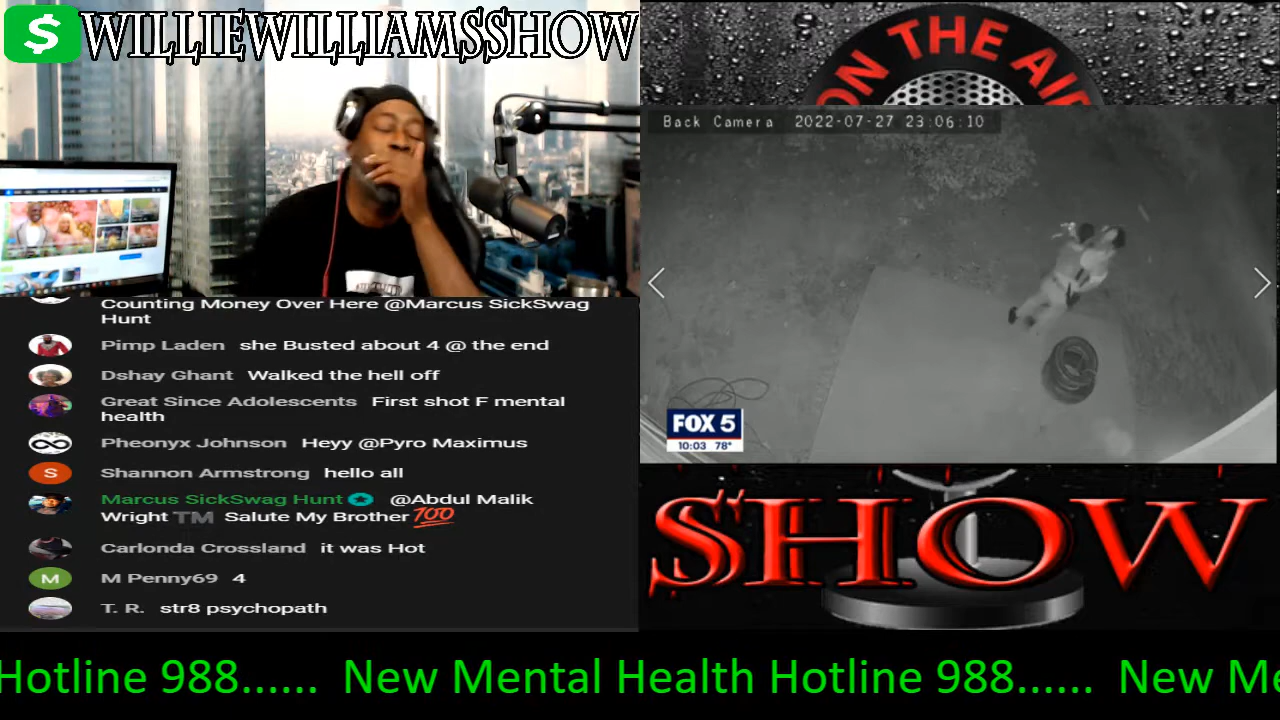 $ WILLIEWILLIAMSSHOW
ON THE AIR
Back Camera 2022-07-27 23:06:10
FOX 5
10:03 78°
Counting Money Over Here @Marcus SickSwag
Hunt
Pimp Laden she Busted about 4 @ the end
Dshay Ghant Walked the hell off
Great Since Adolescents First shot F mental
health
Pheonyx Johnson Heyy @Pyro Maximus
S Shannon Armstrong hello all
Marcus SickSwag Hunt @Abdul Malik
Wright TM Salute My Brother 💯
Carlonda Crossland it was Hot
M M Penny69 4
T. R. str8 psychopath
SHOW
Hotline 988...... New Mental Health Hotline 988...... New Me